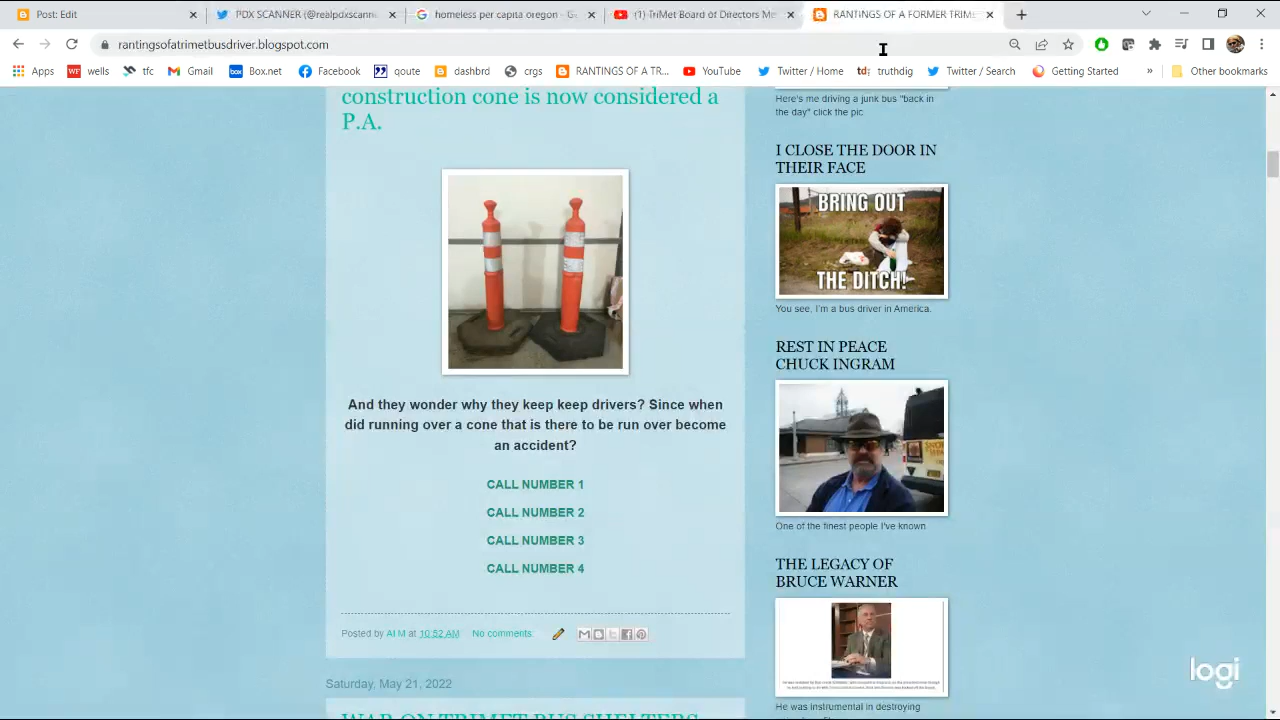 Post: Edit
PDX SCANNER (@realpdxscanne
homeless per capita oregon - G
(1) TriMet Board of Directors Me
RANTINGS OF A FORMER TRIME
rantingsofatrimetbusdriver.blogspot.com
Apps
wells
tfc
Gmail
Box.net
Facebook
qoute
dashbrd
crgs
RANTINGS OF A TR...
YouTube
Twitter / Home
truthdig
Twitter / Search
Getting Started
»
Other bookmarks
construction cone is now considered a
P.A.
And they wonder why they keep keep drivers? Since when
did running over a cone that is there to be run over become
an accident?
CALL NUMBER 1
CALL NUMBER 2
CALL NUMBER 3
CALL NUMBER 4
Posted by Al M at 10:52 AM No comments:
Saturday, May 21, 2022
WAR ON TRIMET BUS SHELTERS
Here's me driving a junk bus "back in
the day" click the pic
I CLOSE THE DOOR IN
THEIR FACE
BRING OUT
THE DITCH!
You see, I'm a bus driver in America.
REST IN PEACE
CHUCK INGRAM
One of the finest people I've known
THE LEGACY OF
BRUCE WARNER
He was instrumental in destroying
logi